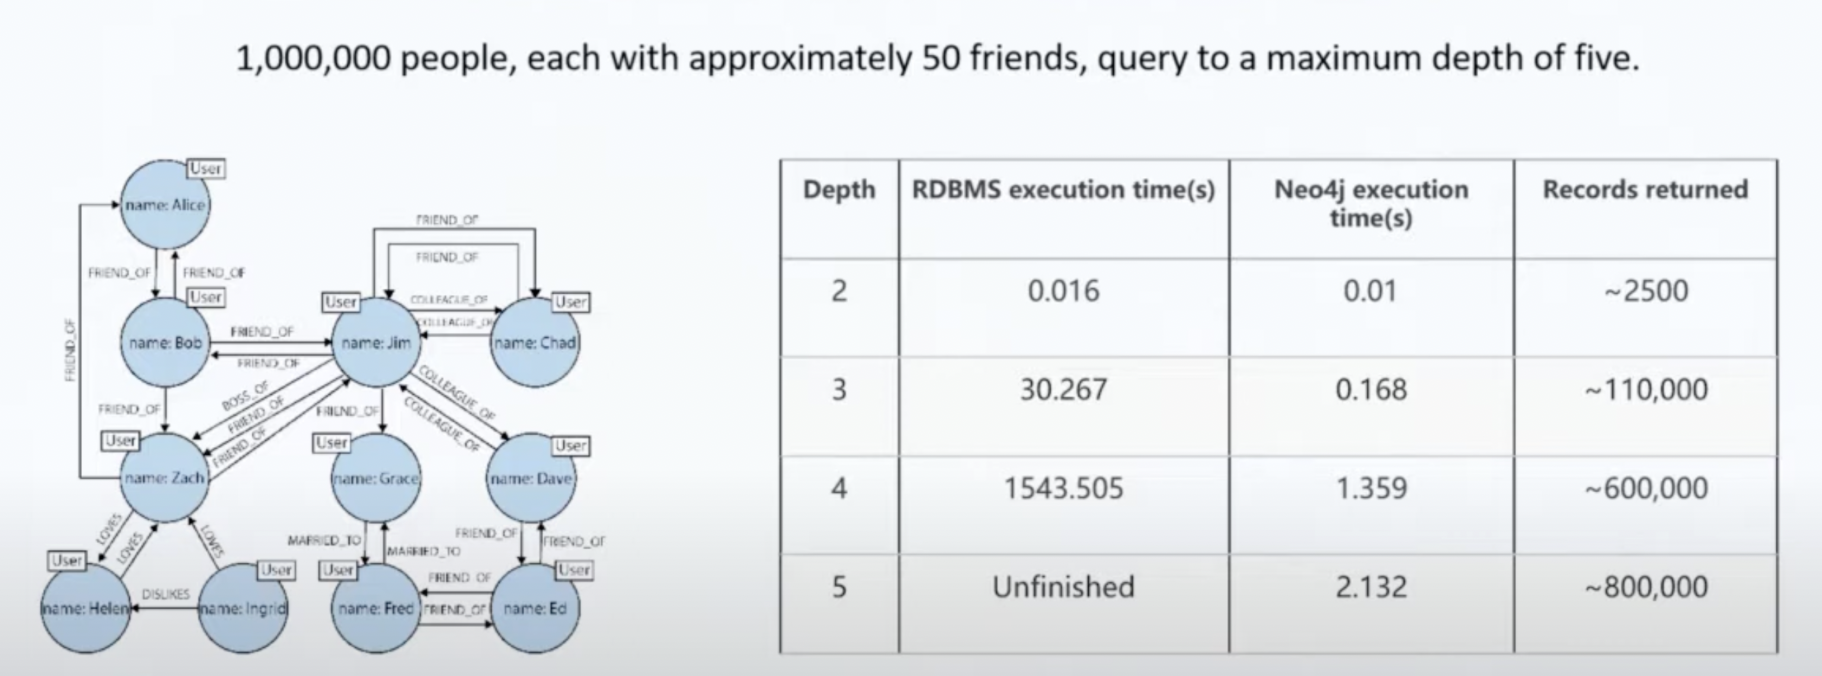 1,000,000 people, each with approximately 50 friends, query to a maximum depth of five.
User
name: Alice
FRIEND_OF
FRIEND_OF
FRIEND_OF
User
name: Bob
FRIEND_OF
FRIEND_OF
FRIEND_OF
FRIEND_OF
FRIEND_OF
User
name: Jim
COLLEAGUE_OF
COLLEAGUE_OF
User
name: Chad
BOSS_OF
FRIEND_OF
FRIEND_OF
FRIEND_OF
COLLEAGUE_OF
COLLEAGUE_OF
User
name: Zach
User
name: Grace
User
name: Dave
LOVES
LOVES
LOVES
MARRIED_TO
MARRIED_TO
FRIEND_OF
FRIEND_OF
User
name: Helen
DISLIKES
User
name: Ingrid
User
name: Fred
FRIEND_OF
FRIEND_OF
User
name: Ed
Depth RDBMS execution time(s) Neo4j execution Records returned
time(s)
2 0.016 0.01 ~2500
3 30.267 0.168 ~110,000
4 1543.505 1.359 ~600,000
5 Unfinished 2.132 ~800,000